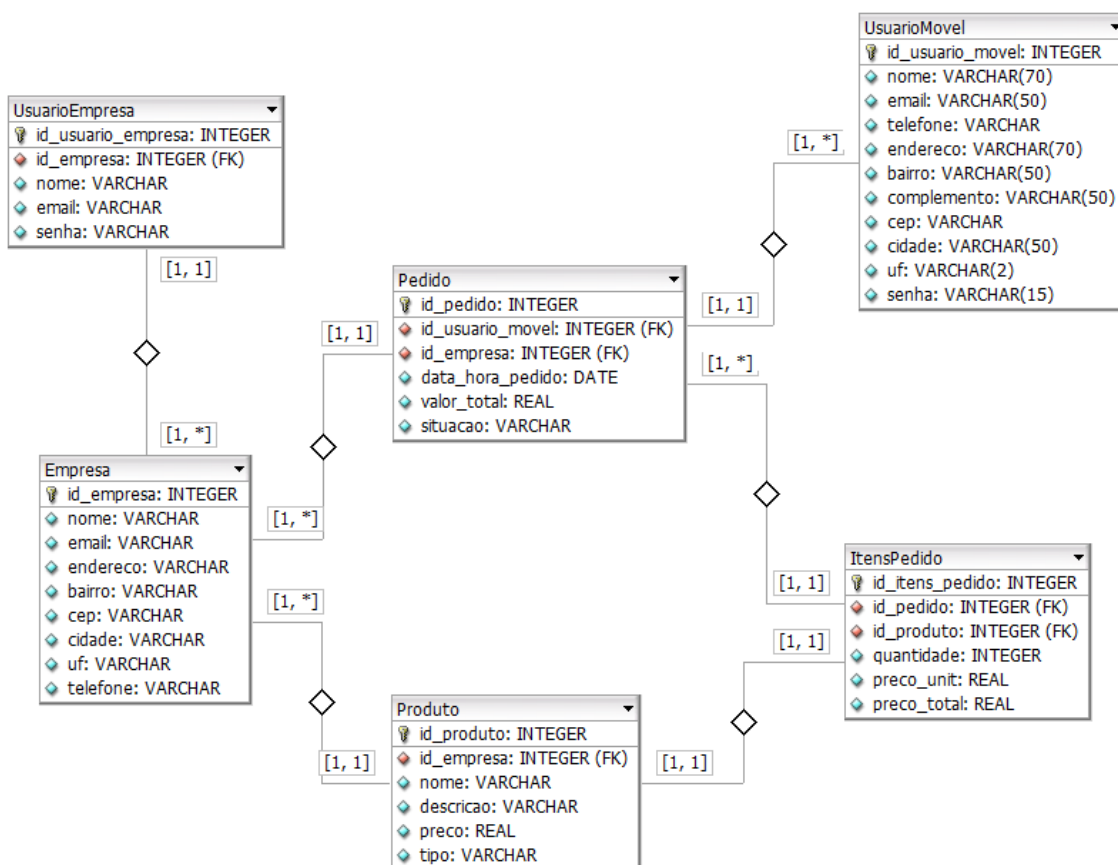 UsuarioMovel
id_usuario_movel: INTEGER
nome: VARCHAR(70)
email: VARCHAR(50)
telefone: VARCHAR
endereco: VARCHAR(70)
bairro: VARCHAR(50)
complemento: VARCHAR(50)
cep: VARCHAR
cidade: VARCHAR(50)
uf: VARCHAR(2)
senha: VARCHAR(15)
UsuarioEmpresa
id_usuario_empresa: INTEGER
id_empresa: INTEGER (FK)
nome: VARCHAR
email: VARCHAR
senha: VARCHAR
[1, *]
[1, 1]
Pedido
id_pedido: INTEGER
id_usuario_movel: INTEGER (FK)
id_empresa: INTEGER (FK)
data_hora_pedido: DATE
valor_total: REAL
situacao: VARCHAR
[1, 1]
[1, 1]
[1, *]
[1, *]
Empresa
id_empresa: INTEGER
nome: VARCHAR
email: VARCHAR
endereco: VARCHAR
bairro: VARCHAR
cep: VARCHAR
cidade: VARCHAR
uf: VARCHAR
telefone: VARCHAR
[1, *]
[1, *]
ItensPedido
id_itens_pedido: INTEGER
id_pedido: INTEGER (FK)
id_produto: INTEGER (FK)
quantidade: INTEGER
preco_unit: REAL
preco_total: REAL
[1, 1]
[1, 1]
Produto
id_produto: INTEGER
id_empresa: INTEGER (FK)
nome: VARCHAR
descricao: VARCHAR
preco: REAL
tipo: VARCHAR
[1, 1]
[1, 1]